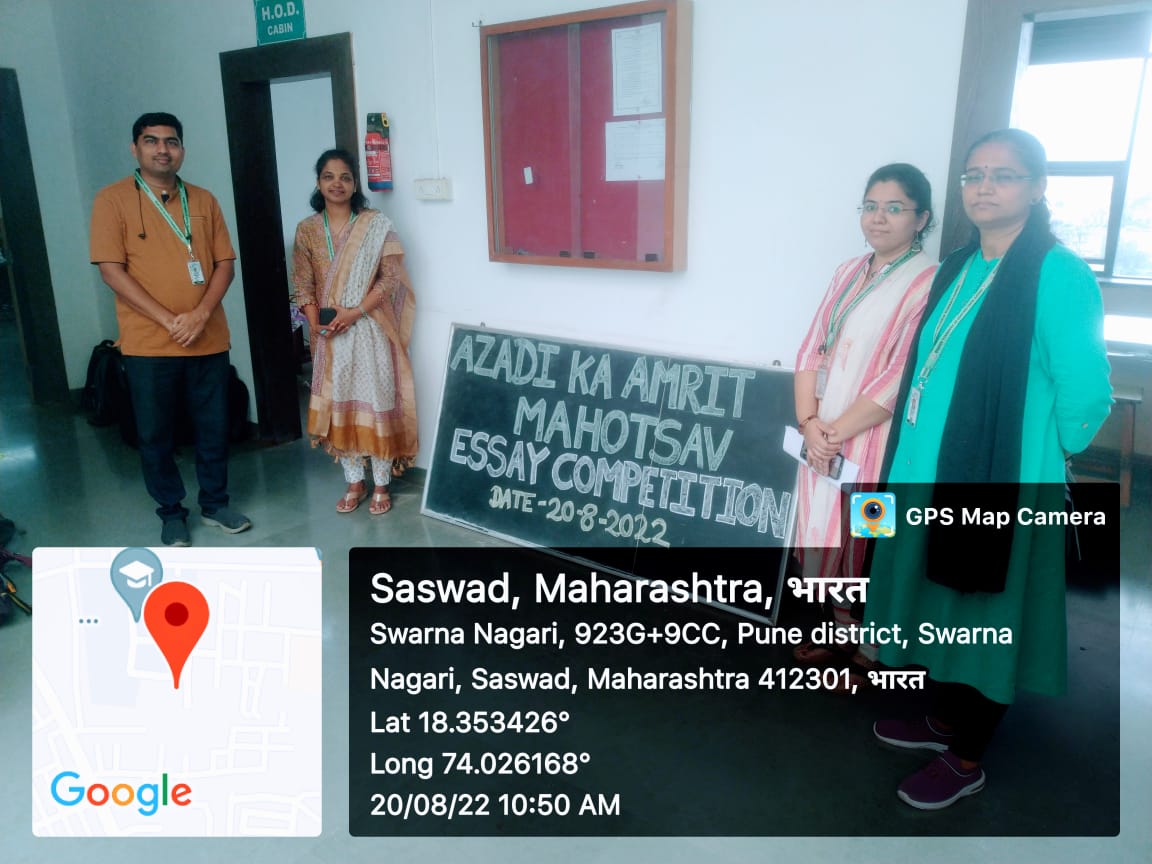 H.O.D.
CABIN
AZADI KA AMRIT
MAHOTSAV
ESSAY COMPETITION
DATE-20-8-2022
GPS Map Camera
Saswad, Maharashtra, भारत
Swarna Nagari, 923G+9CC, Pune district, Swarna
Nagari, Saswad, Maharashtra 412301, भारत
Lat 18.353426°
Long 74.026168°
20/08/22 10:50 AM
Google